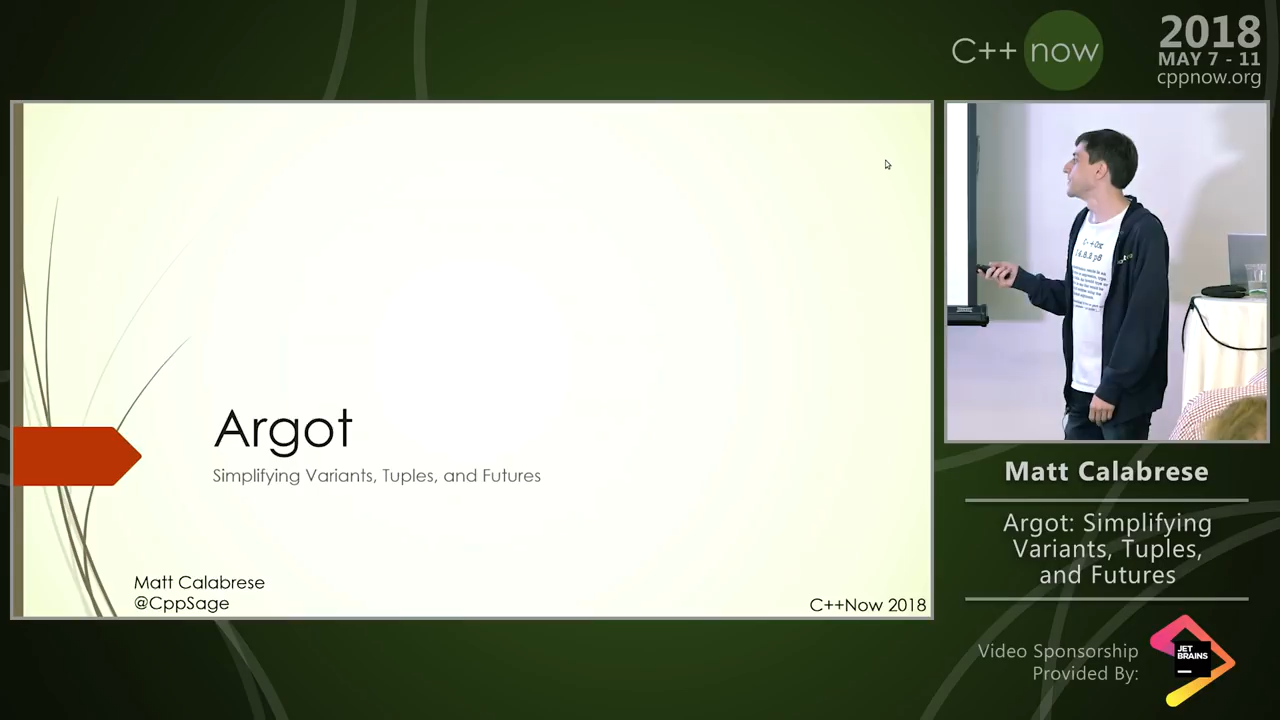 C++ now
2018
MAY 7 - 11
cppnow.org
Argot
Simplifying Variants, Tuples, and Futures
Matt Calabrese
@CppSage
C++Now 2018
C++0x
Matt Calabrese
Argot: Simplifying
Variants, Tuples,
and Futures
Video Sponsorship
Provided By:
JET
BRAINS